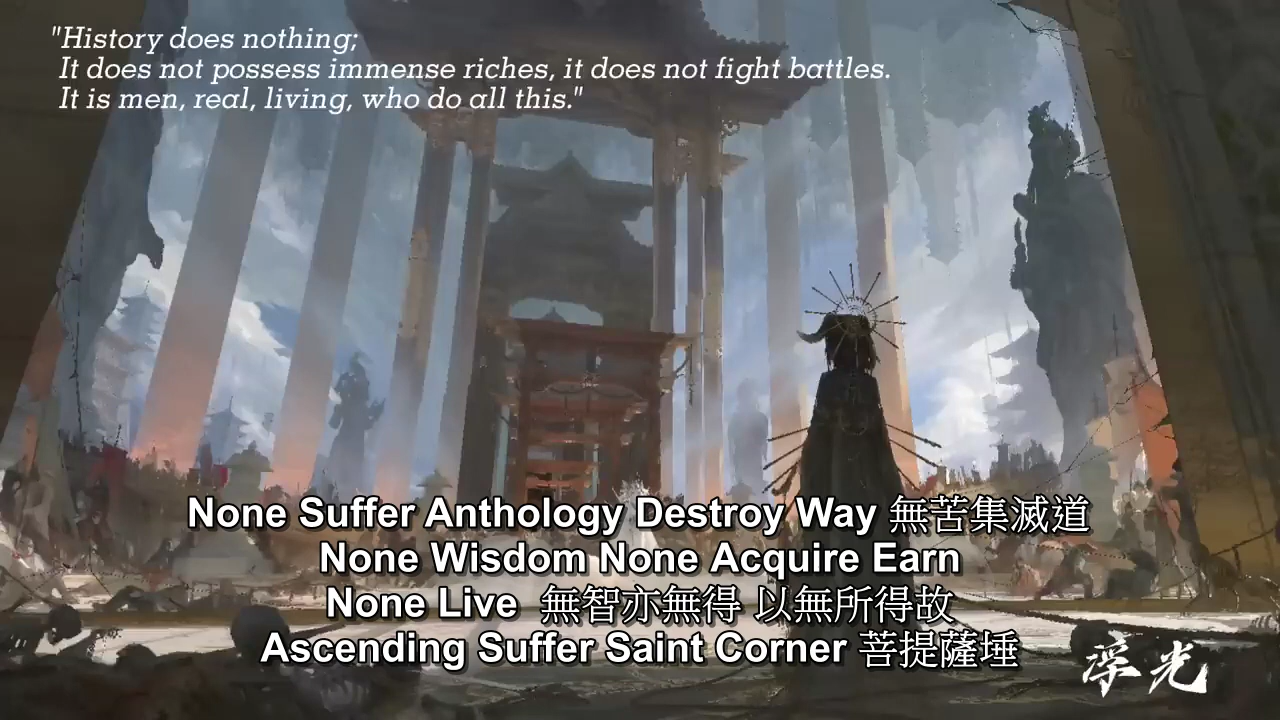 "History does nothing;
It does not possess immense riches, it does not fight battles.
It is men, real, living, who do all this."
None Suffer Anthology Destroy Way 無苦集滅道
None Wisdom None Acquire Earn
None Live 無智亦無得 以無所得故
Ascending Suffer Saint Corner 菩提薩埵
浮光